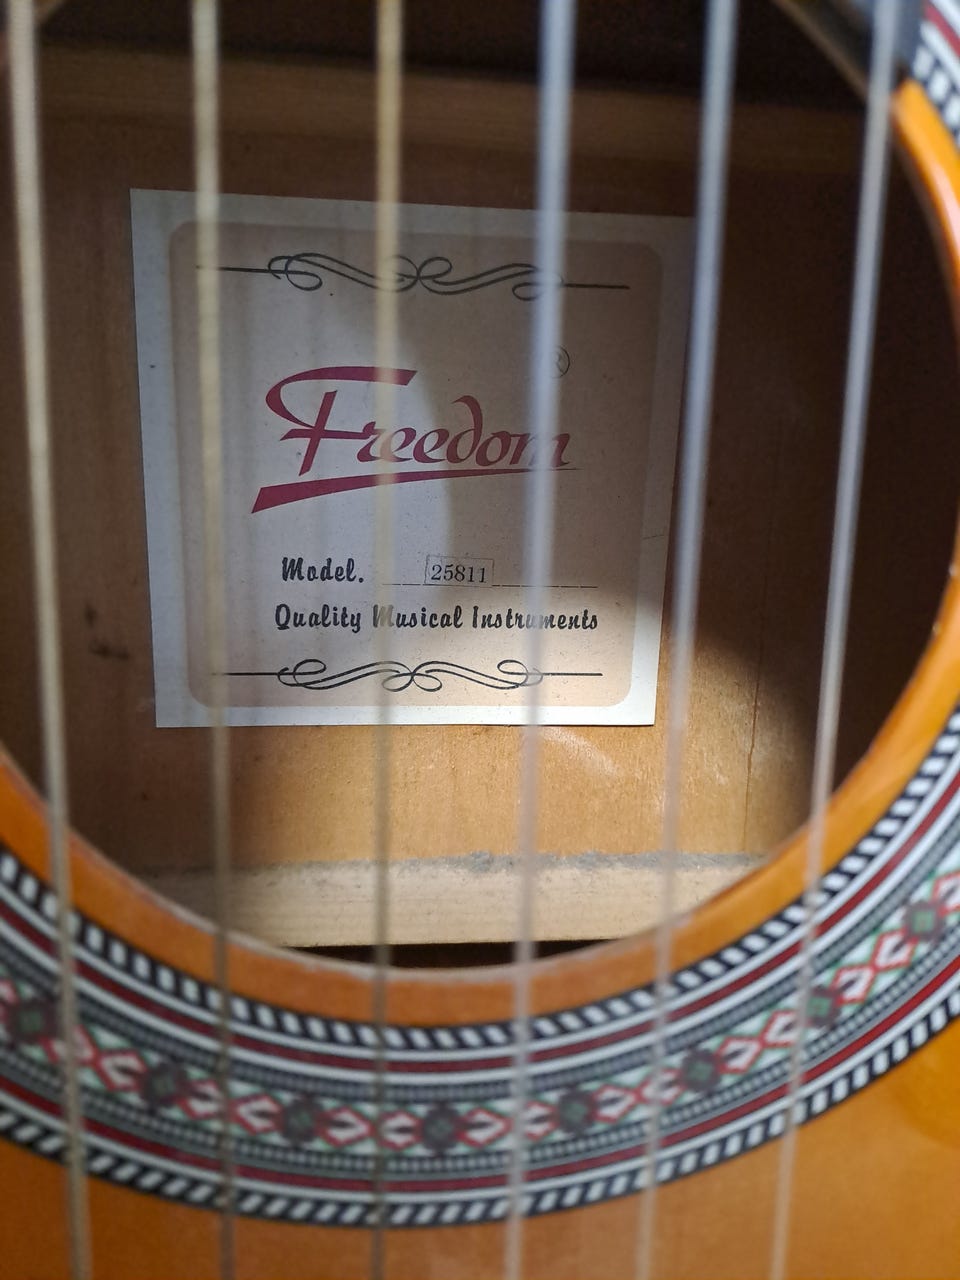 Freedom ®
Model. 25811
Quality Musical Instruments